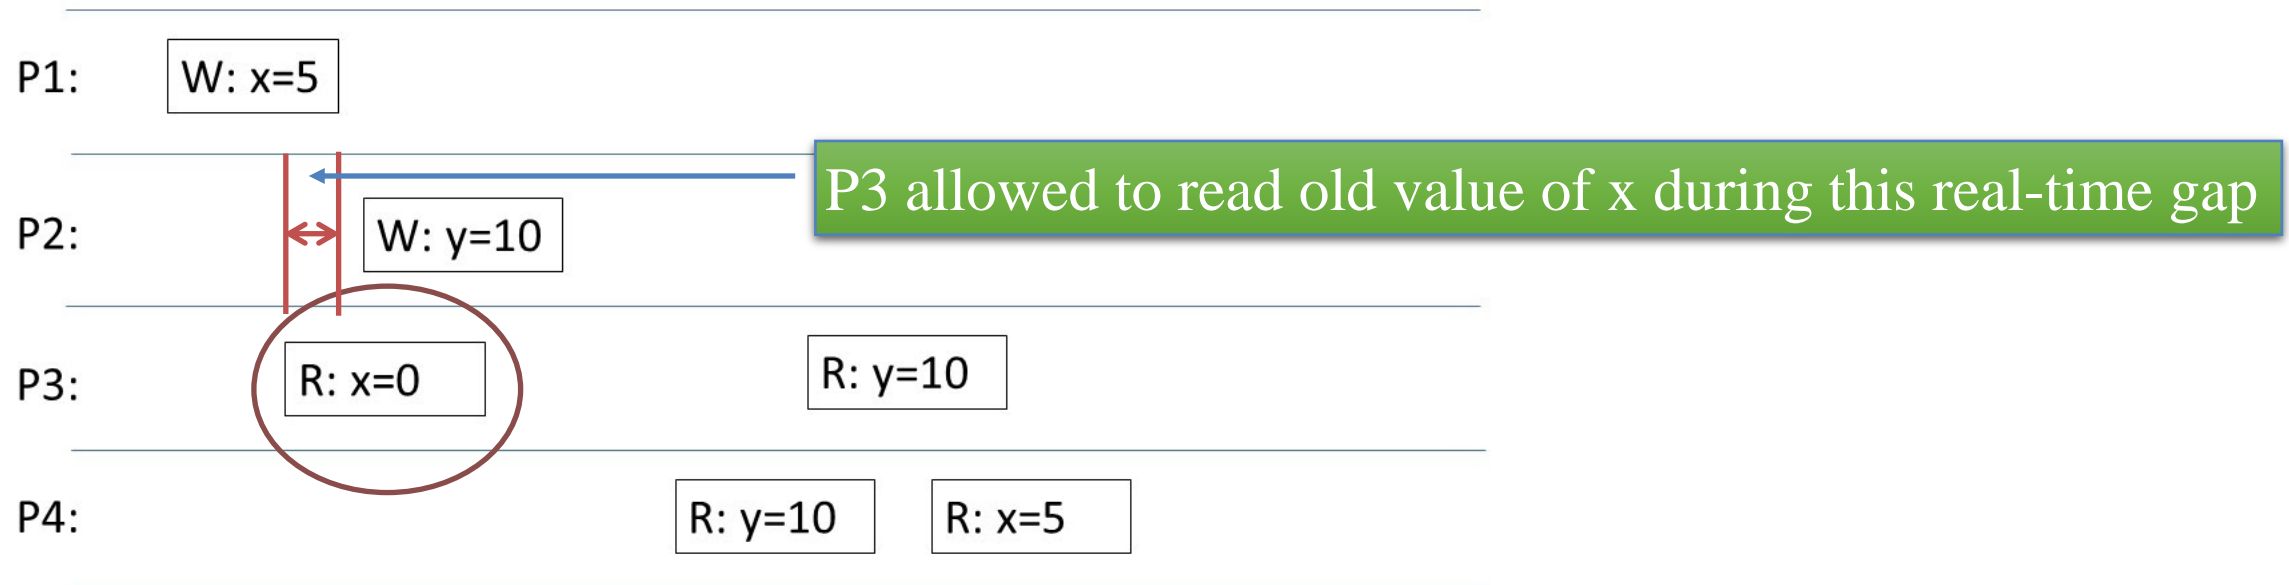 P1: W: x=5
P3 allowed to read old value of x during this real-time gap
P2: W: y=10
P3: R: x=0 R: y=10
P4: R: y=10 R: x=5